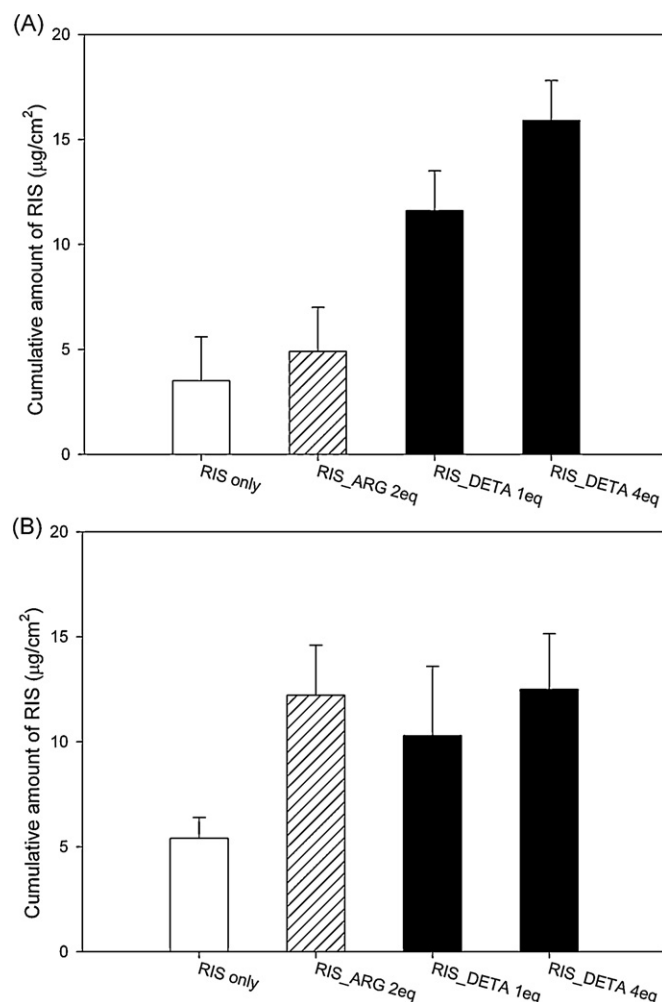 (A)
Cumulative amount of RIS (μg/cm²)
20
15
10
5
0
RIS only
RIS_ARG 2eq
RIS_DETA 1eq
RIS_DETA 4eq
(B)
Cumulative amount of RIS (μg/cm²)
20
15
10
5
0
RIS only
RIS_ARG 2eq
RIS_DETA 1eq
RIS_DETA 4eq